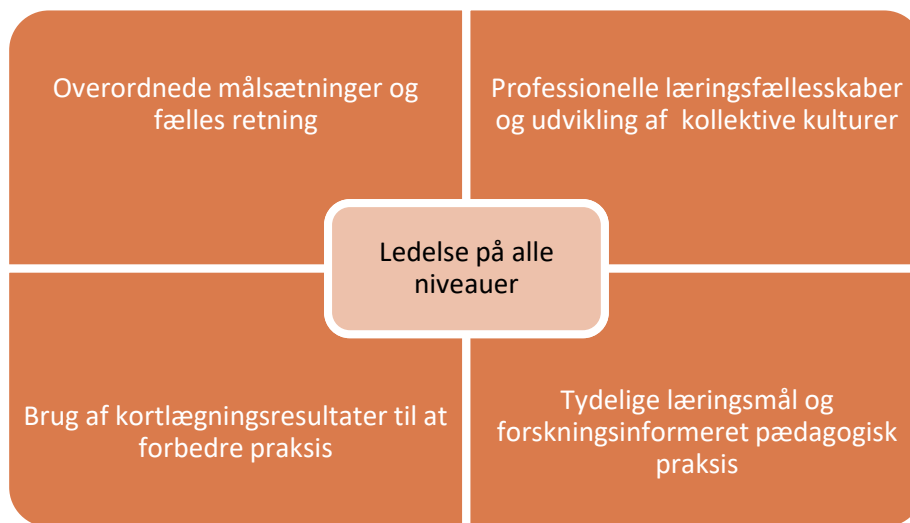 Overordnede målsætninger og
fælles retning
Professionelle læringsfællesskaber
og udvikling af kollektive kulturer
Ledelse på alle
niveauer
Brug af kortlægningsresultater til at
forbedre praksis
Tydelige læringsmål og
forskningsinformeret pædagogisk
praksis